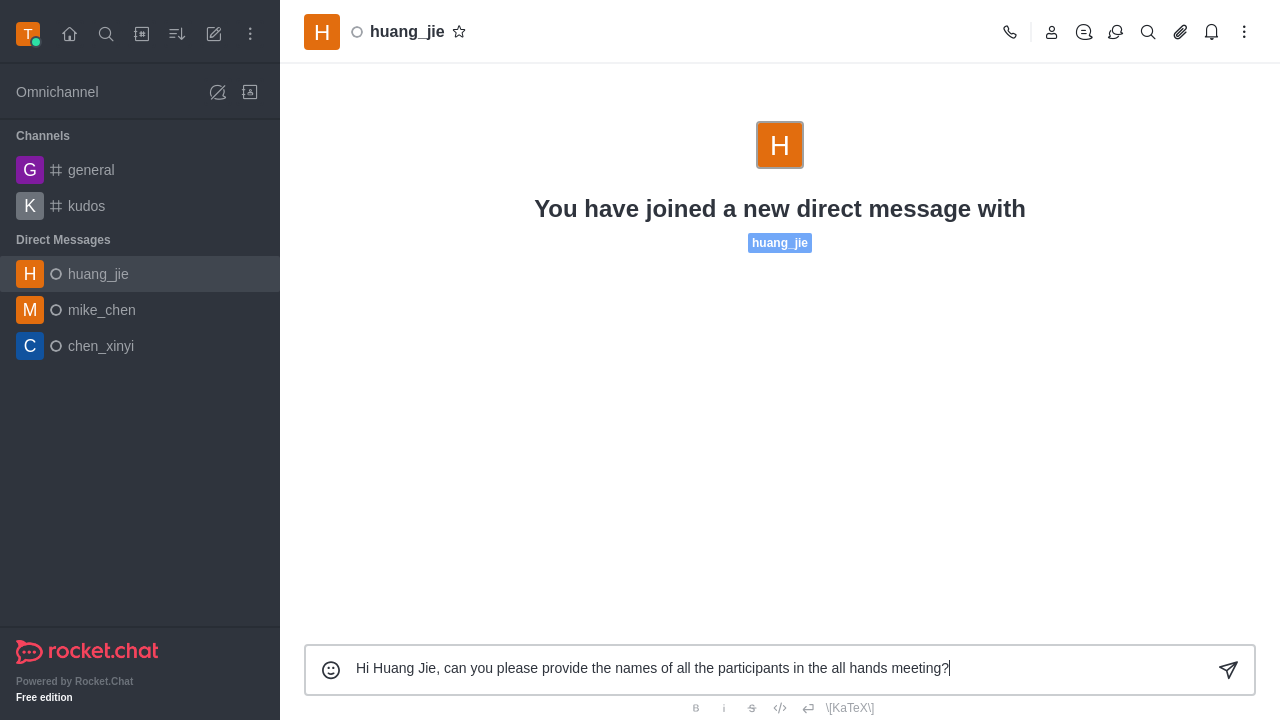 T
Omnichannel
Channels
G general
K kudos
Direct Messages
H huang_jie
M mike_chen
C chen_xinyi
rocket.chat
Powered by Rocket.Chat
Free edition
H huang_jie
H
You have joined a new direct message with
huang_jie
Hi Huang Jie, can you please provide the names of all the participants in the all hands meeting?
B i S \[KaTeX\]